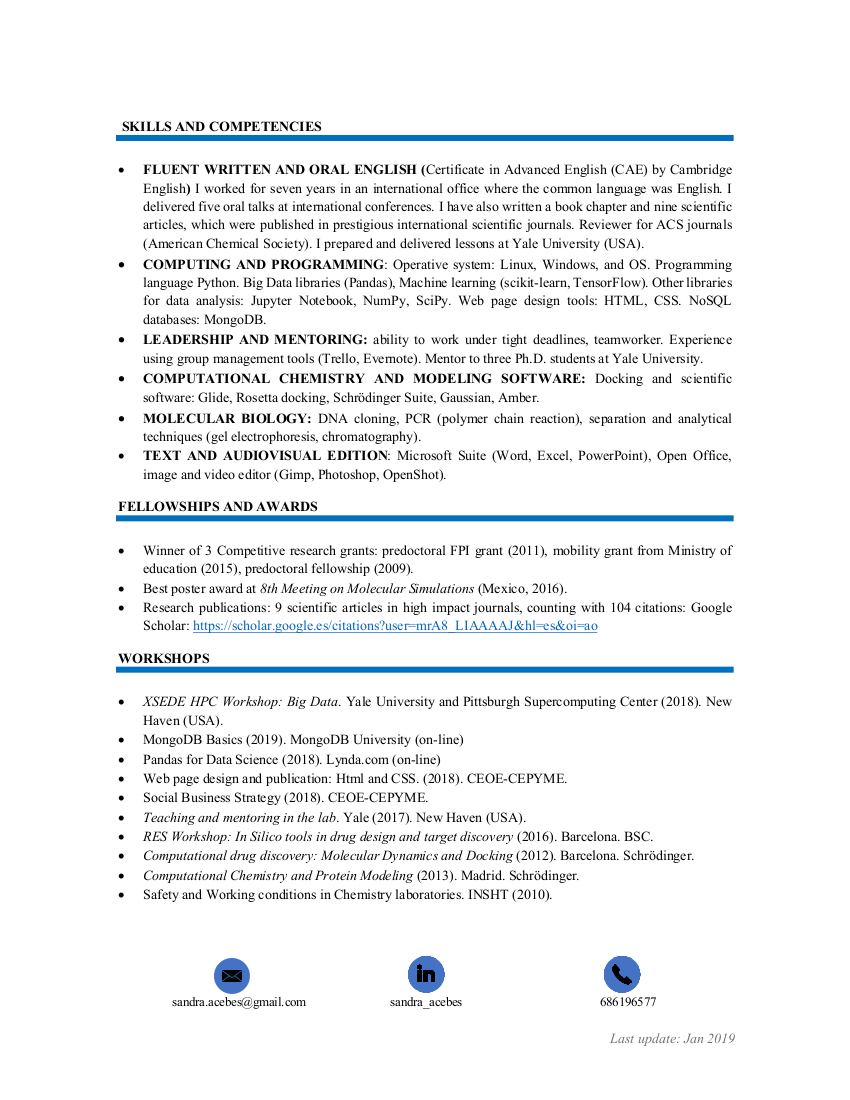 SKILLS AND COMPETENCIES
• FLUENT WRITTEN AND ORAL ENGLISH (Certificate in Advanced English (CAE) by Cambridge
English) I worked for seven years in an international office where the common language was English. I
delivered five oral talks at international conferences. I have also written a book chapter and nine scientific
articles, which were published in prestigious international scientific journals. Reviewer for ACS journals
(American Chemical Society). I prepared and delivered lessons at Yale University (USA).
• COMPUTING AND PROGRAMMING: Operative system: Linux, Windows, and OS. Programming
language Python. Big Data libraries (Pandas), Machine learning (scikit-learn, TensorFlow). Other libraries
for data analysis: Jupyter Notebook, NumPy, SciPy. Web page design tools: HTML, CSS. NoSQL
databases: MongoDB.
• LEADERSHIP AND MENTORING: ability to work under tight deadlines, teamworker. Experience
using group management tools (Trello, Evernote). Mentor to three Ph.D. students at Yale University.
• COMPUTATIONAL CHEMISTRY AND MODELING SOFTWARE: Docking and scientific
software: Glide, Rosetta docking, Schrödinger Suite, Gaussian, Amber.
• MOLECULAR BIOLOGY: DNA cloning, PCR (polymer chain reaction), separation and analytical
techniques (gel electrophoresis, chromatography).
• TEXT AND AUDIOVISUAL EDITION: Microsoft Suite (Word, Excel, PowerPoint), Open Office,
image and video editor (Gimp, Photoshop, OpenShot).
FELLOWSHIPS AND AWARDS
• Winner of 3 Competitive research grants: predoctoral FPI grant (2011), mobility grant from Ministry of
education (2015), predoctoral fellowship (2009).
• Best poster award at 8th Meeting on Molecular Simulations (Mexico, 2016).
• Research publications: 9 scientific articles in high impact journals, counting with 104 citations: Google
Scholar: https://scholar.google.es/citations?user=mrA8_LIAAAAJ&hl=es&oi=ao
WORKSHOPS
• XSEDE HPC Workshop: Big Data. Yale University and Pittsburgh Supercomputing Center (2018). New
Haven (USA).
• MongoDB Basics (2019). MongoDB University (on-line)
• Pandas for Data Science (2018). Lynda.com (on-line)
• Web page design and publication: Html and CSS. (2018). CEOE-CEPYME.
• Social Business Strategy (2018). CEOE-CEPYME.
• Teaching and mentoring in the lab. Yale (2017). New Haven (USA).
• RES Workshop: In Silico tools in drug design and target discovery (2016). Barcelona. BSC.
• Computational drug discovery: Molecular Dynamics and Docking (2012). Barcelona. Schrödinger.
• Computational Chemistry and Protein Modeling (2013). Madrid. Schrödinger.
• Safety and Working conditions in Chemistry laboratories. INSHT (2010).
in
sandra.acebes@gmail.com sandra_acebes 686196577
Last update: Jan 2019